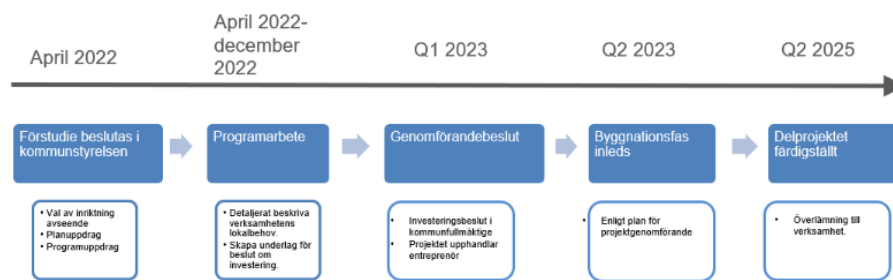 April 2022
April 2022-
december
2022
Q1 2023
Q2 2023
Q2 2025
Förstudie beslutas i
kommunstyrelsen
Programarbete
Genomförandebeslut
Byggnationsfas
inleds
Delprojektet
färdigställt
• Val av inriktning
avseende
• Planuppdrag
• Programuppdrag
• Detaljerat beskriva
verksamhetens
lokalbehov.
• Skapa underlag för
beslut om
investering.
• Investeringsbeslut i
kommunfullmäktige
• Projektet upphandlar
entreprenör
• Enligt plan för
projektgenomförande
• Överlämning till
verksamhet.